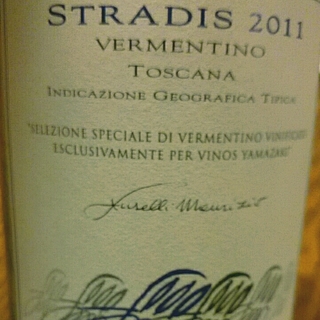 STRADIS 2011
VERMENTINO
TOSCANA
INDICAZIONE GEOGRAFICA TIPICA
"SELEZIONE SPECIALE DI VERMENTINO VINIFICATO
ESCLUSIVAMENTE PER VINOS YAMAZAKI"